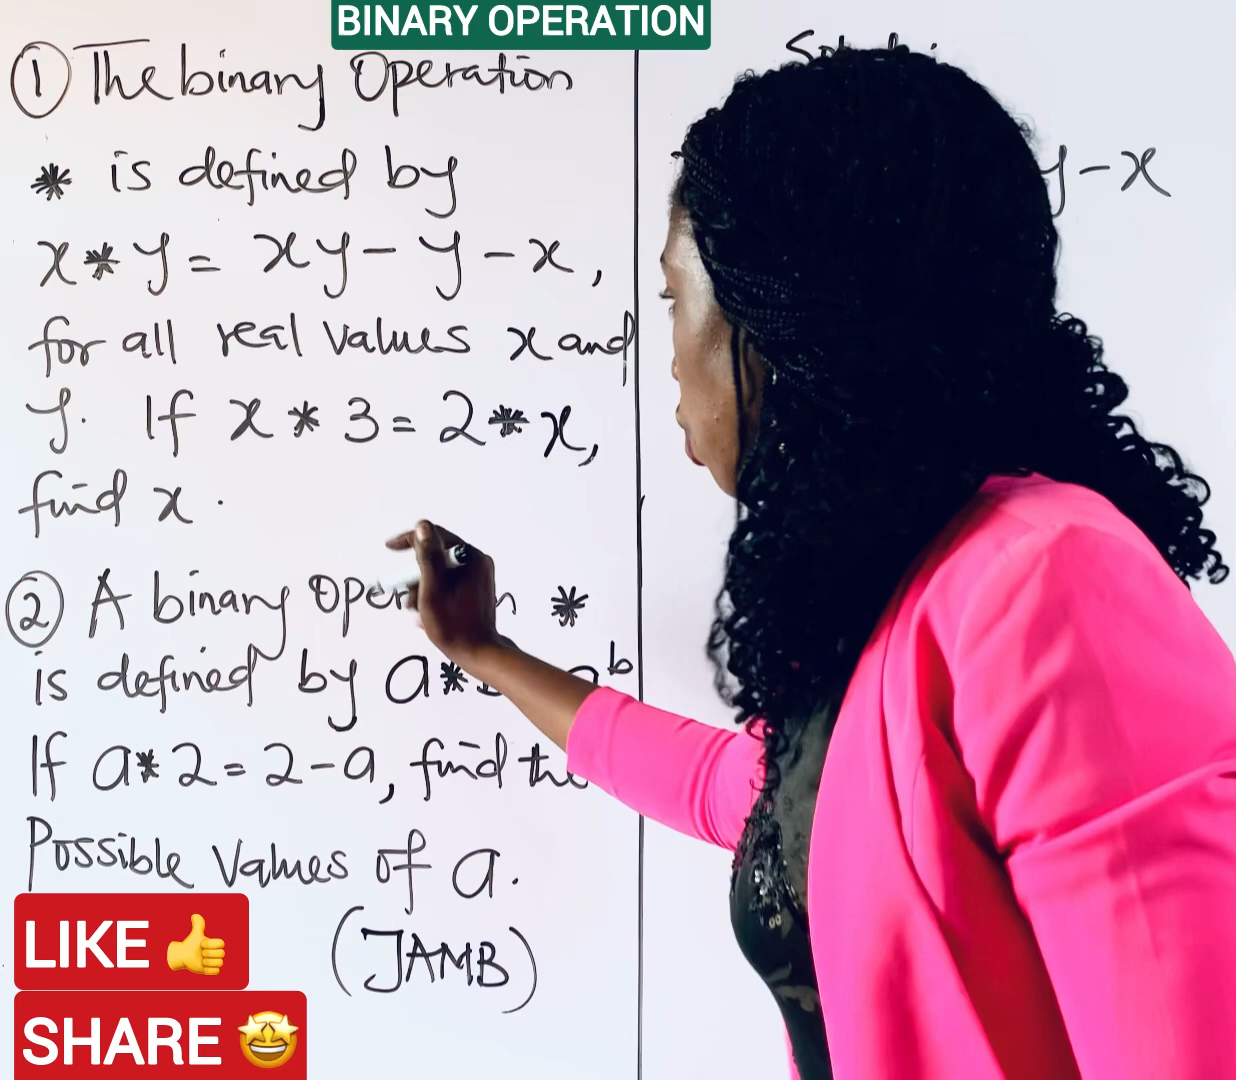 BINARY OPERATION
① The binary Operation
* is defined by
x * y = xy - y - x,
for all real values x and
y. If x * 3 = 2 * x,
find x.
② A binary *
is defined by a * a^b
If a * 2 = 2 - a, find the
Possible Values of a.
(JAMB)
LIKE 👍
SHARE 🤩
y - x